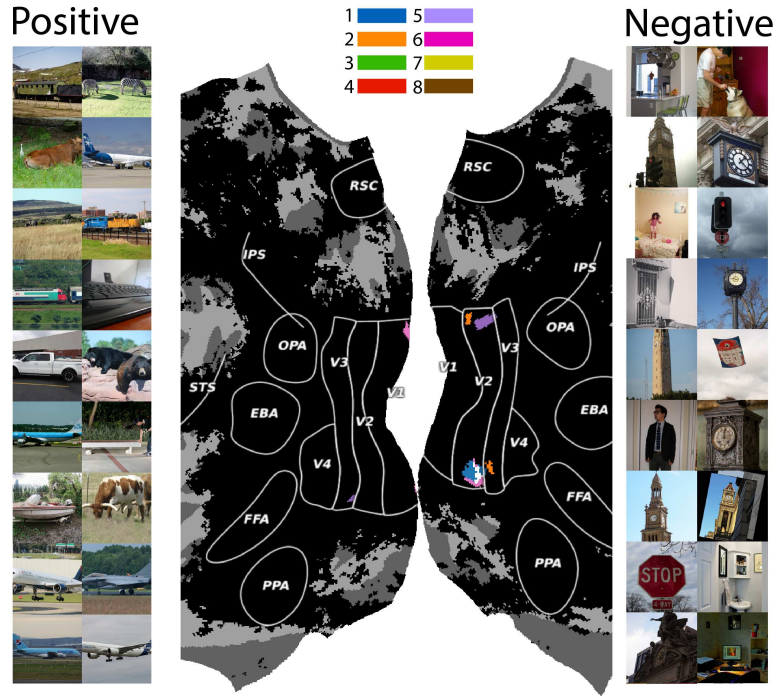 Positive
Negative
1 5
2 6
3 7
4 8
RSC
RSC
IPS
IPS
OPA
V3
V1
V1
V2
V3
OPA
STS
EBA
V2
EBA
V4
V4
FFA
FFA
PPA
PPA
STOP
4-WAY